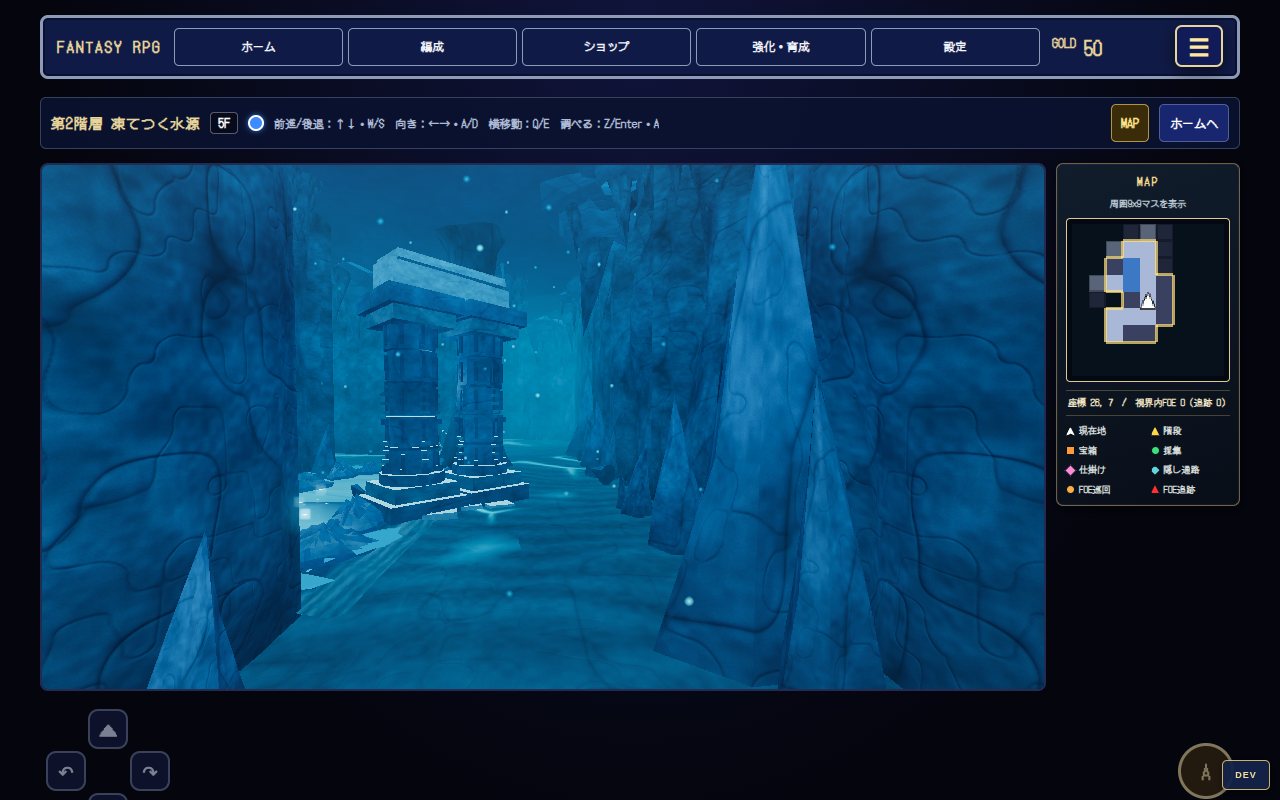 FANTASY RPG
ホーム
編成
ショップ
強化・育成
設定
GOLD 50
第2階層 凍てつく水源
5F
前進/後退：↑↓・W/S 向き：←→・A/D 横移動：Q/E 調べる：Z/Enter・A
MAP
ホームへ
MAP
周囲9x9マスを表示
座標 26, 7 / 視界内FOE 0（追跡 0）
現在地
階段
宝箱
採集
仕掛け
隠し通路
FOE巡回
FOE追跡
A
DEV